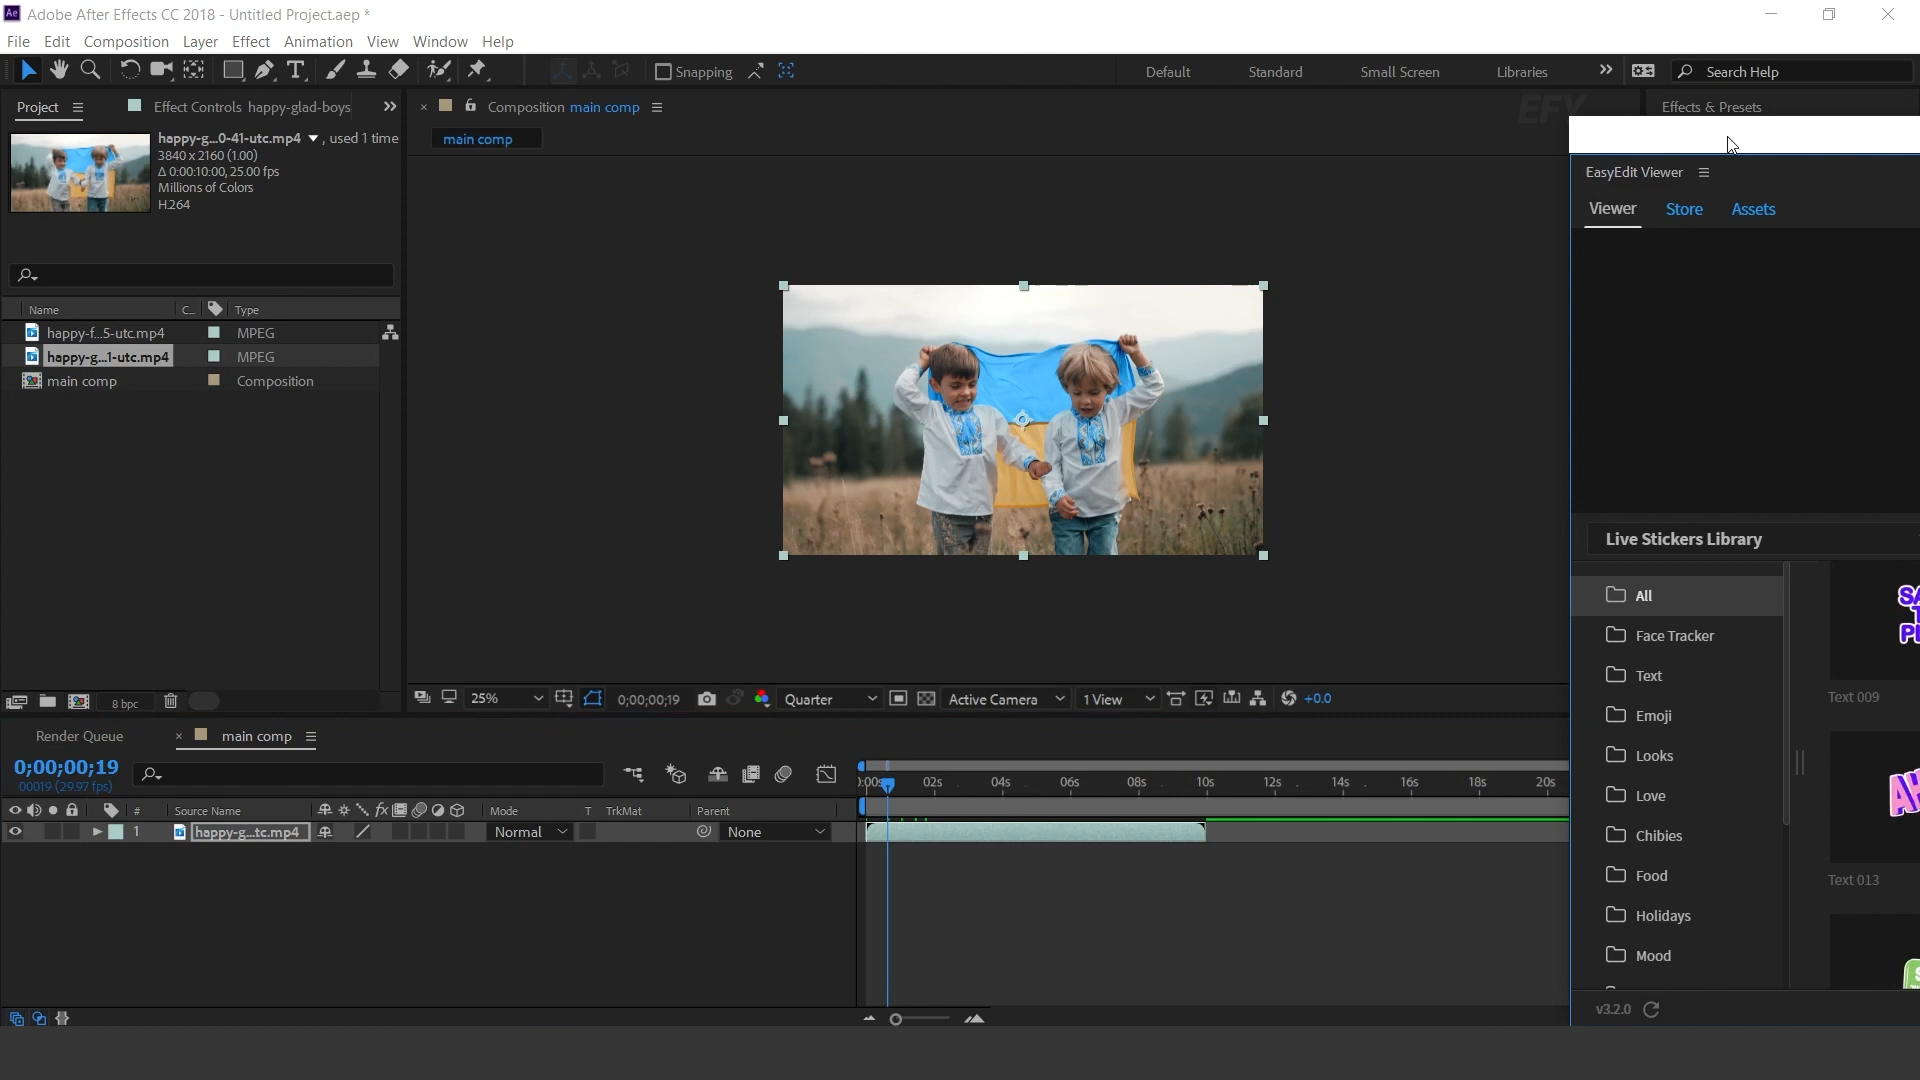 Adobe After Effects CC 2018 - Untitled Project.aep *
File Edit Composition Layer Effect Animation View Window Help
Snapping
Default Standard Small Screen Libraries
Search Help
Project
Effect Controls happy-glad-boys
Composition main comp
EFY
Effects & Presets
main comp
happy-g...0-41-utc.mp4 , used 1 time
3840 x 2160 (1.00)
Δ 0:00:10:00, 25.00 fps
Millions of Colors
H.264
Name C... Type
happy-f...5-utc.mp4 MPEG
happy-g...1-utc.mp4 MPEG
main comp Composition
8 bpc
25%
0;00;00;19
Quarter
Active Camera
1 View
+0.0
EasyEdit Viewer
Viewer Store Assets
Live Stickers Library
All
Face Tracker
Text
Emoji
Looks
Love
Chibies
Food
Holidays
Mood
Text 009
Text 013
v3.2.0
Render Queue
main comp
0;00;00;19
00019 (29.97 fps)
# Source Name Mode T TrkMat Parent
1 happy-g...tc.mp4 Normal None
02s 04s 06s 08s 10s 12s 14s 16s 18s 20s